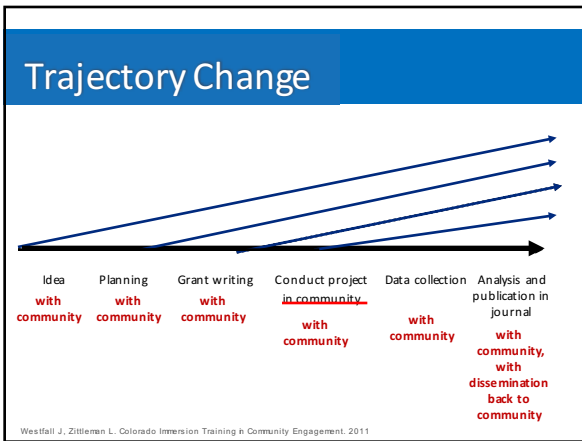 Trajectory Change
Idea
with
community
Planning
with
community
Grant writing
with
community
Conduct project
in community
with
community
Data collection
with
community
Analysis and
publication in
journal
with
community,
with
dissemination
back to
community
Westfall J, Zittleman L. Colorado Immersion Training in Community Engagement. 2011